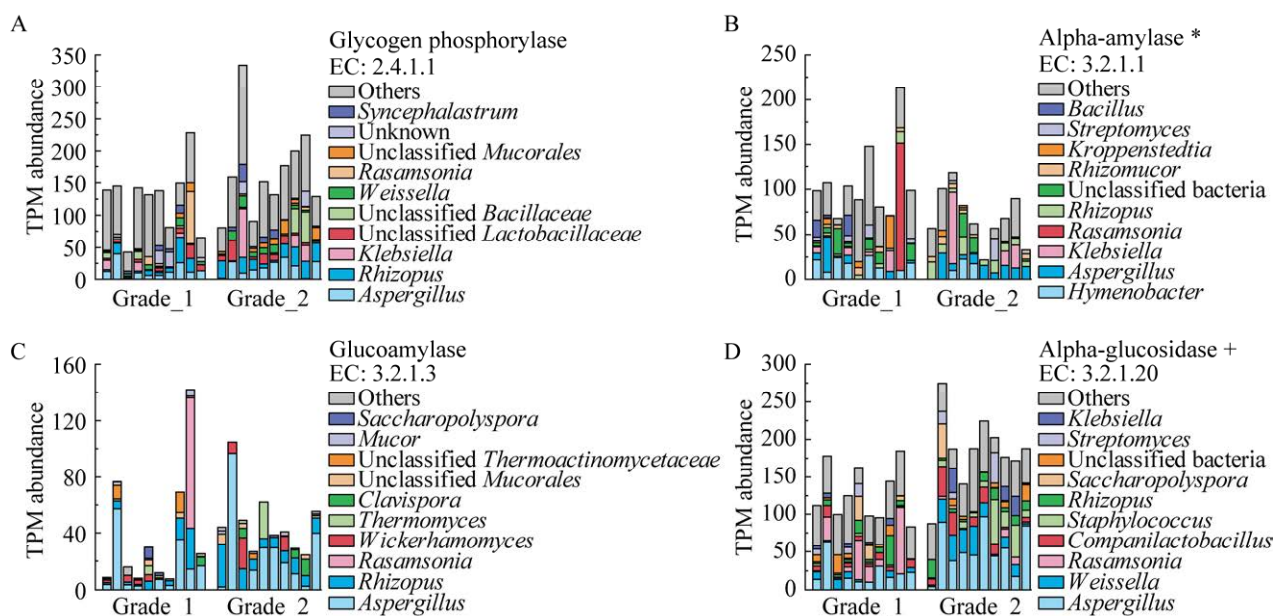 A
Glycogen phosphorylase
EC: 2.4.1.1
TPM abundance
350
300
250
200
150
100
50
0
Others
Syncephalastrum
Unknown
Unclassified Mucorales
Rasamsonia
Weissella
Unclassified Bacillaceae
Unclassified Lactobacillaceae
Klebsiella
Rhizopus
Aspergillus
Grade_1
Grade_2
B
Alpha-amylase *
EC: 3.2.1.1
TPM abundance
250
200
150
100
50
0
Others
Bacillus
Streptomyces
Kroppenstedtia
Rhizomucor
Unclassified bacteria
Rhizopus
Rasamsonia
Klebsiella
Aspergillus
Hymenobacter
Grade_1
Grade_2
C
Glucoamylase
EC: 3.2.1.3
TPM abundance
160
120
80
40
0
Others
Saccharopolyspora
Mucor
Unclassified Thermoactinomycetaceae
Unclassified Mucorales
Clavispora
Thermomyces
Wickerhamomyces
Rasamsonia
Rhizopus
Aspergillus
Grade_1
Grade_2
D
Alpha-glucosidase +
EC: 3.2.1.20
TPM abundance
300
250
200
150
100
50
0
Others
Klebsiella
Streptomyces
Unclassified bacteria
Saccharopolyspora
Rhizopus
Staphylococcus
Companilactobacillus
Rasamsonia
Weissella
Aspergillus
Grade_1
Grade_2